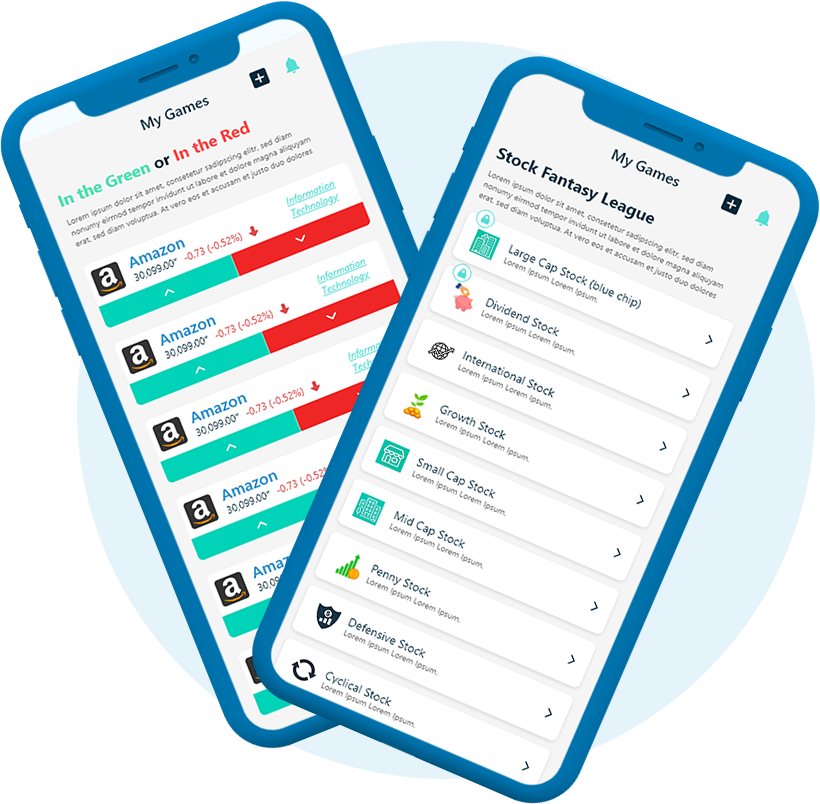 My Games
In the Green or In the Red
Lorem ipsum dolor sit amet, consetetur sadipscing elitr, sed diam
nonumy eirmod tempor invidunt ut labore et dolore magna aliquyam
erat, sed diam voluptua. At vero eos et accusam et justo duo dolores
Amazon
30,099.00" -0.73 (-0.52%)
Information
Technology
Amazon
30,099.00" -0.73 (-0.52%)
Information
Technology
Amazon
30,099.00" -0.73 (-0.52%)
Amazon
30,099.00"
My Games
Stock Fantasy League
Lorem ipsum dolor sit amet, consetetur sadipscing elitr, sed diam
nonumy eirmod tempor invidunt ut labore et dolore magna aliquyam
erat, sed diam voluptua. At vero eos et accusam et justo duo dolores
Large Cap Stock (blue chip)
Lorem Ipsum Lorem Ipsum.
Dividend Stock
Lorem Ipsum Lorem Ipsum.
International Stock
Lorem Ipsum Lorem Ipsum.
Growth Stock
Lorem Ipsum Lorem Ipsum.
Small Cap Stock
Lorem Ipsum Lorem Ipsum.
Mid Cap Stock
Lorem Ipsum Lorem Ipsum.
Penny Stock
Lorem Ipsum Lorem Ipsum.
Defensive Stock
Lorem Ipsum Lorem Ipsum.
Cyclical Stock
Lorem Ipsum Lorem Ipsum.